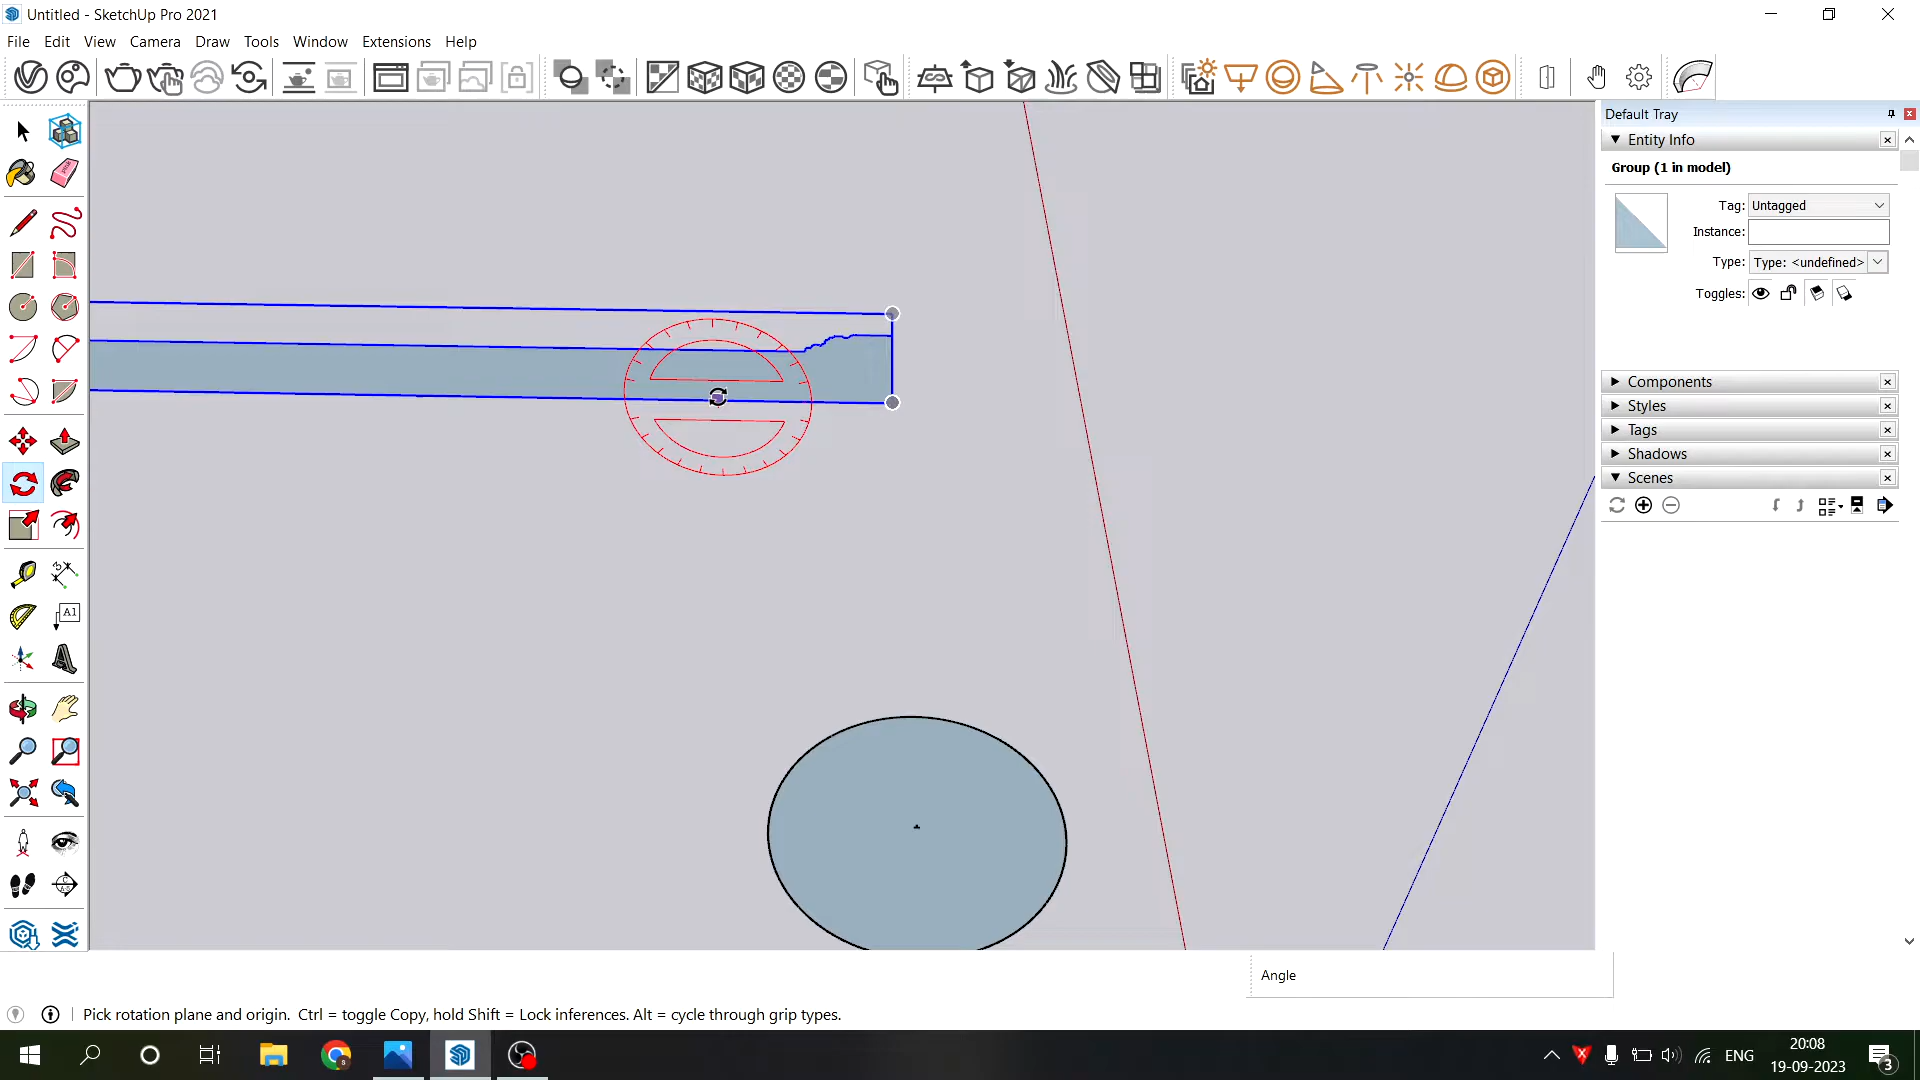 Untitled - SketchUp Pro 2021
File Edit View Camera Draw Tools Window Extensions Help
Default Tray
Entity Info
Group (1 in model)
Tag: Untagged
Instance:
Type: Type: <undefined>
Toggles:
Components
Styles
Tags
Shadows
Scenes
A1
Angle
Pick rotation plane and origin. Ctrl = toggle Copy, hold Shift = Lock inferences. Alt = cycle through grip types.
ENG
20:08
19-09-2023
3